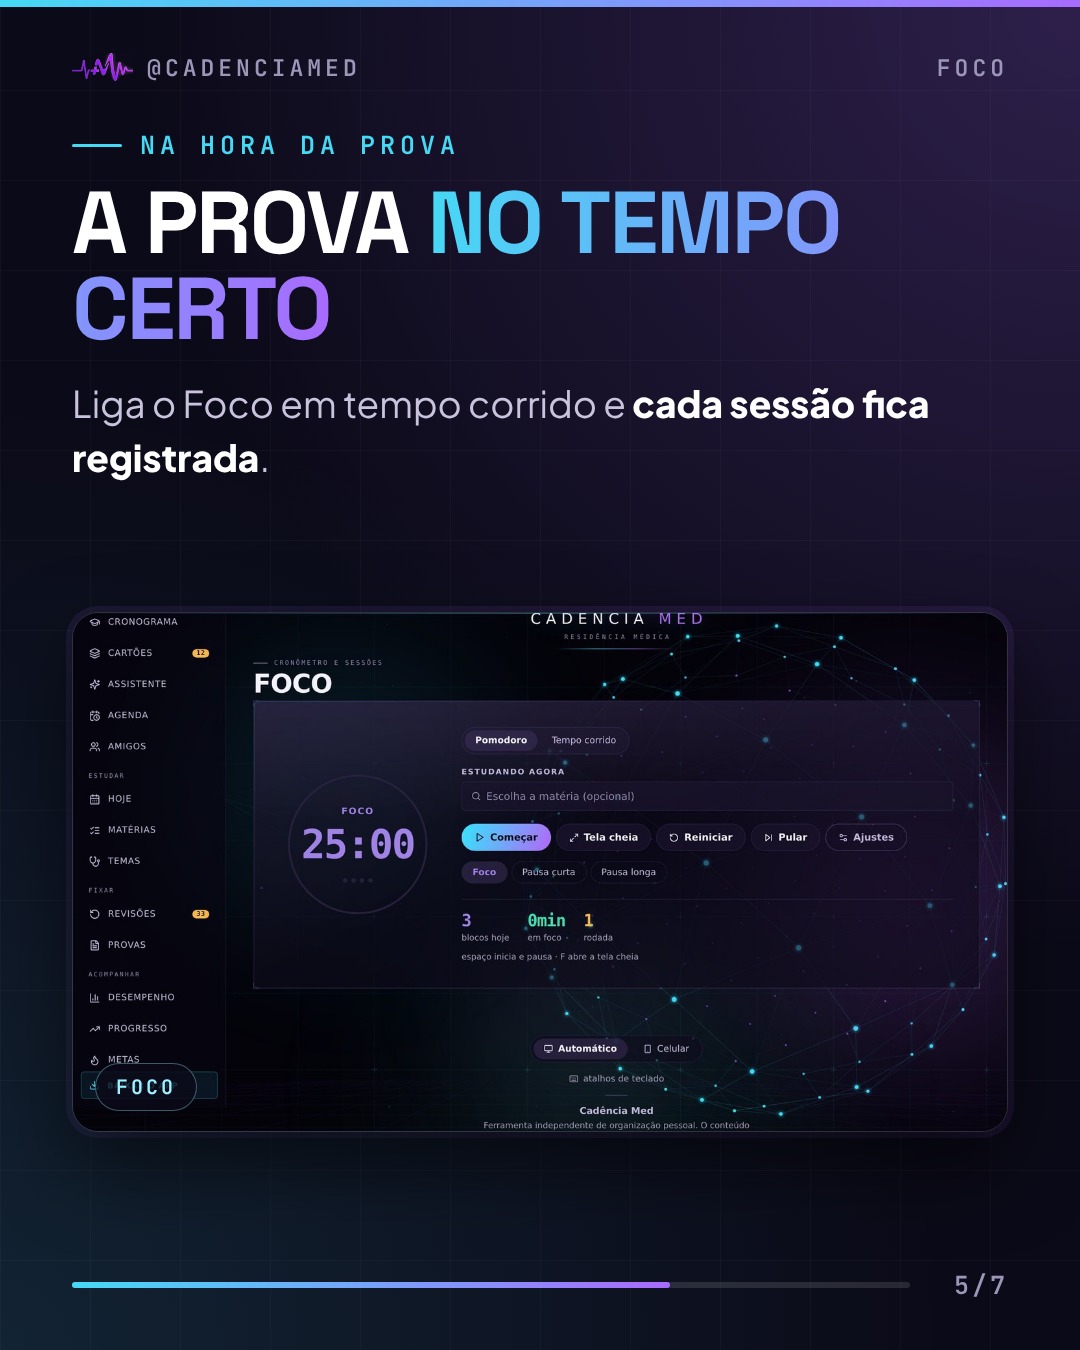 @CADENCIAMED
FOCO
NA HORA DA PROVA
A PROVA NO TEMPO
CERTO
Liga o Foco em tempo corrido e cada sessão fica
registrada.
CRONOGRAMA
CARTÕES 12
ASSISTENTE
AGENDA
AMIGOS
ESTUDAR
HOJE
MATÉRIAS
TEMAS
FIXAR
REVISÕES 33
PROVAS
ACOMPANHAR
DESEMPENHO
PROGRESSO
METAS
FOCO
CADENCIA MED
RESIDÊNCIA MÉDICA
CRONÔMETRO E SESSÕES
FOCO
FOCO
25:00
Pomodoro Tempo corrido
ESTUDANDO AGORA
Escolha a matéria (opcional)
Começar Tela cheia Reiniciar Pular Ajustes
Foco Pausa curta Pausa longa
3 0min 1
blocos hoje em foco · rodada
espaço inicia e pausa · F abre a tela cheia
Automático Celular
atalhos de teclado
Cadência Med
Ferramenta independente de organização pessoal. O conteúdo
5/7